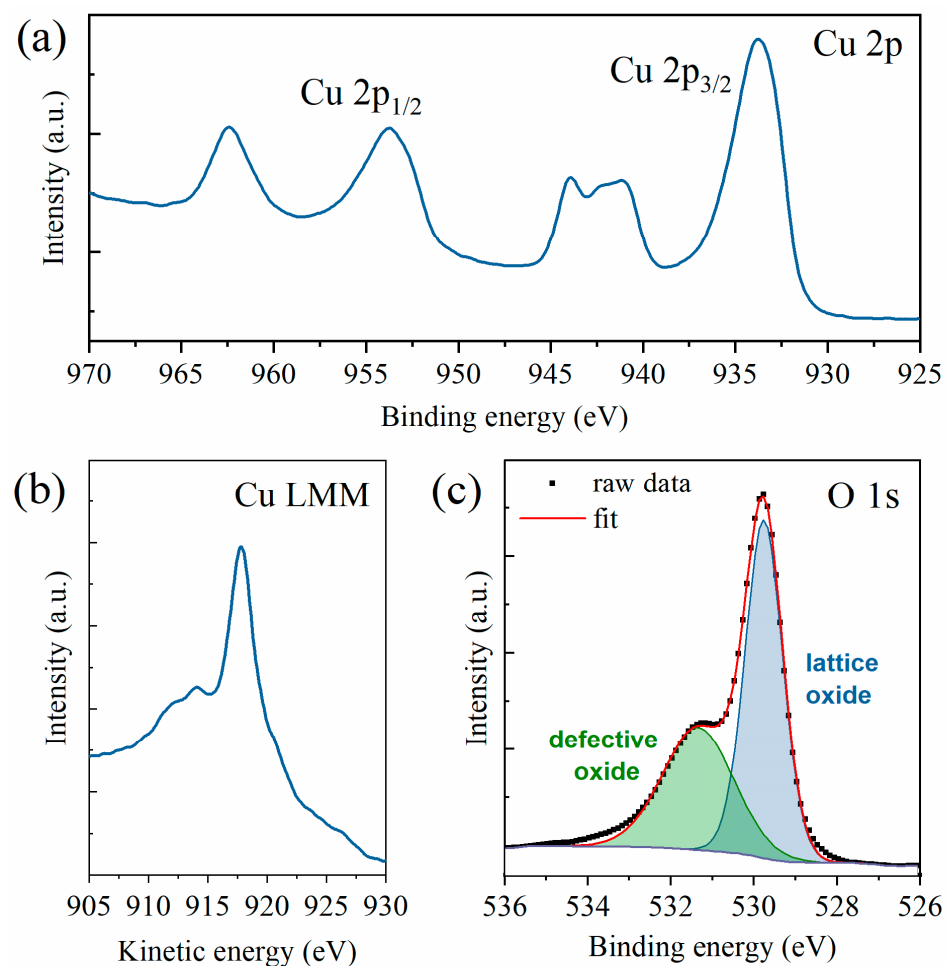 (a)
Cu 2p
Cu 2p1/2
Cu 2p3/2
Intensity (a.u.)
970 965 960 955 950 945 940 935 930 925
Binding energy (eV)
(b)
Cu LMM
Intensity (a.u.)
905 910 915 920 925 930
Kinetic energy (eV)
(c)
raw data
fit
O 1s
Intensity (a.u.)
lattice
oxide
defective
oxide
536 534 532 530 528 526
Binding energy (eV)